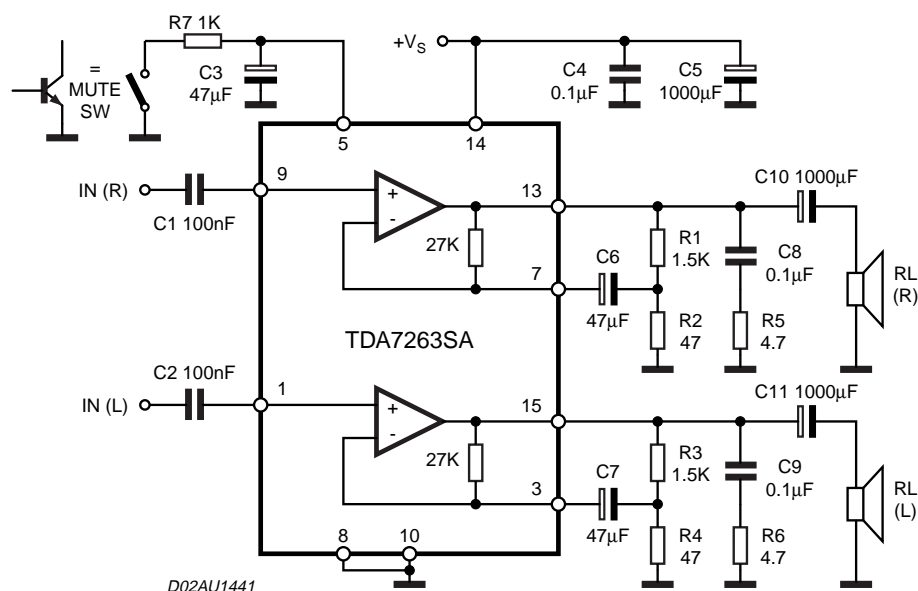 R7 1K
+VS
=
MUTE
SW
C3
47µF
C4
0.1µF
C5
1000µF
5
14
IN (R)
C1 100nF
9
+
-
27K
13
7
C6
47µF
R1
1.5K
R2
47
C8
0.1µF
R5
4.7
C10 1000µF
RL
(R)
TDA7263SA
IN (L)
C2 100nF
1
+
-
27K
15
3
C7
47µF
R3
1.5K
R4
47
C9
0.1µF
R6
4.7
C11 1000µF
RL
(L)
8
10
D02AU1441